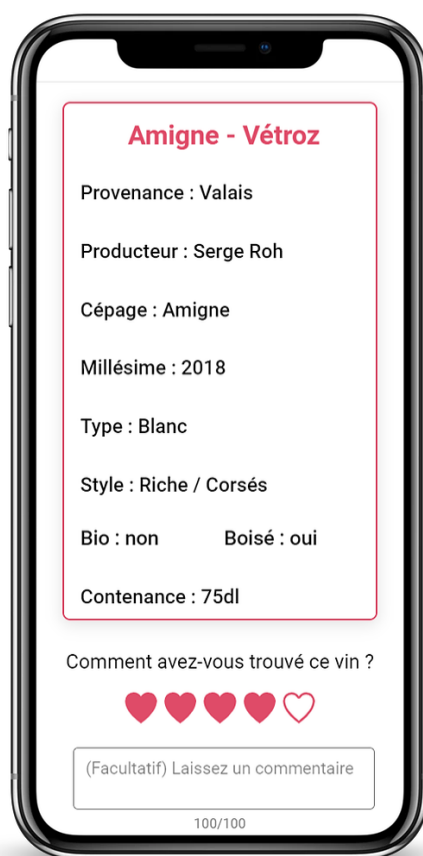 Amigne - Vétroz
Provenance : Valais
Producteur : Serge Roh
Cépage : Amigne
Millésime : 2018
Type : Blanc
Style : Riche / Corsés
Bio : non Boisé : oui
Contenance : 75dl
Comment avez-vous trouvé ce vin ?
(Facultatif) Laissez un commentaire
100/100